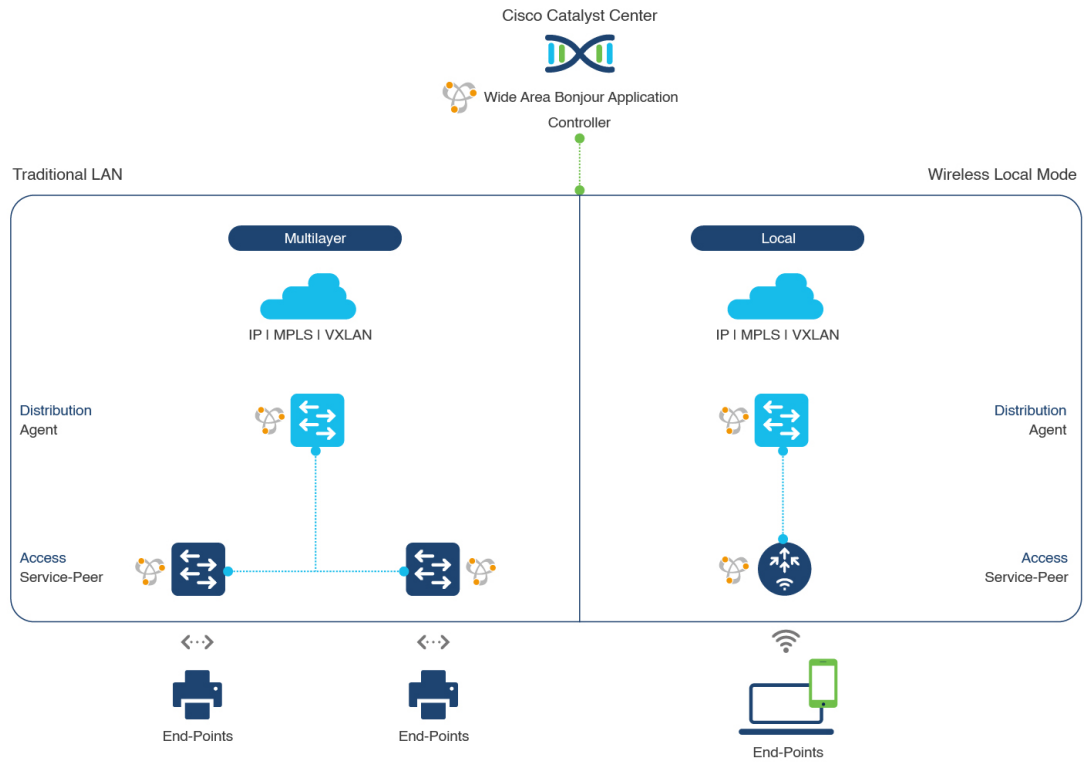 Cisco Catalyst Center
Wide Area Bonjour Application
Controller
Traditional LAN
Wireless Local Mode
Multilayer
Local
IP | MPLS | VXLAN
IP | MPLS | VXLAN
Distribution
Agent
Distribution
Agent
Access
Service-Peer
Access
Service-Peer
End-Points
End-Points
End-Points